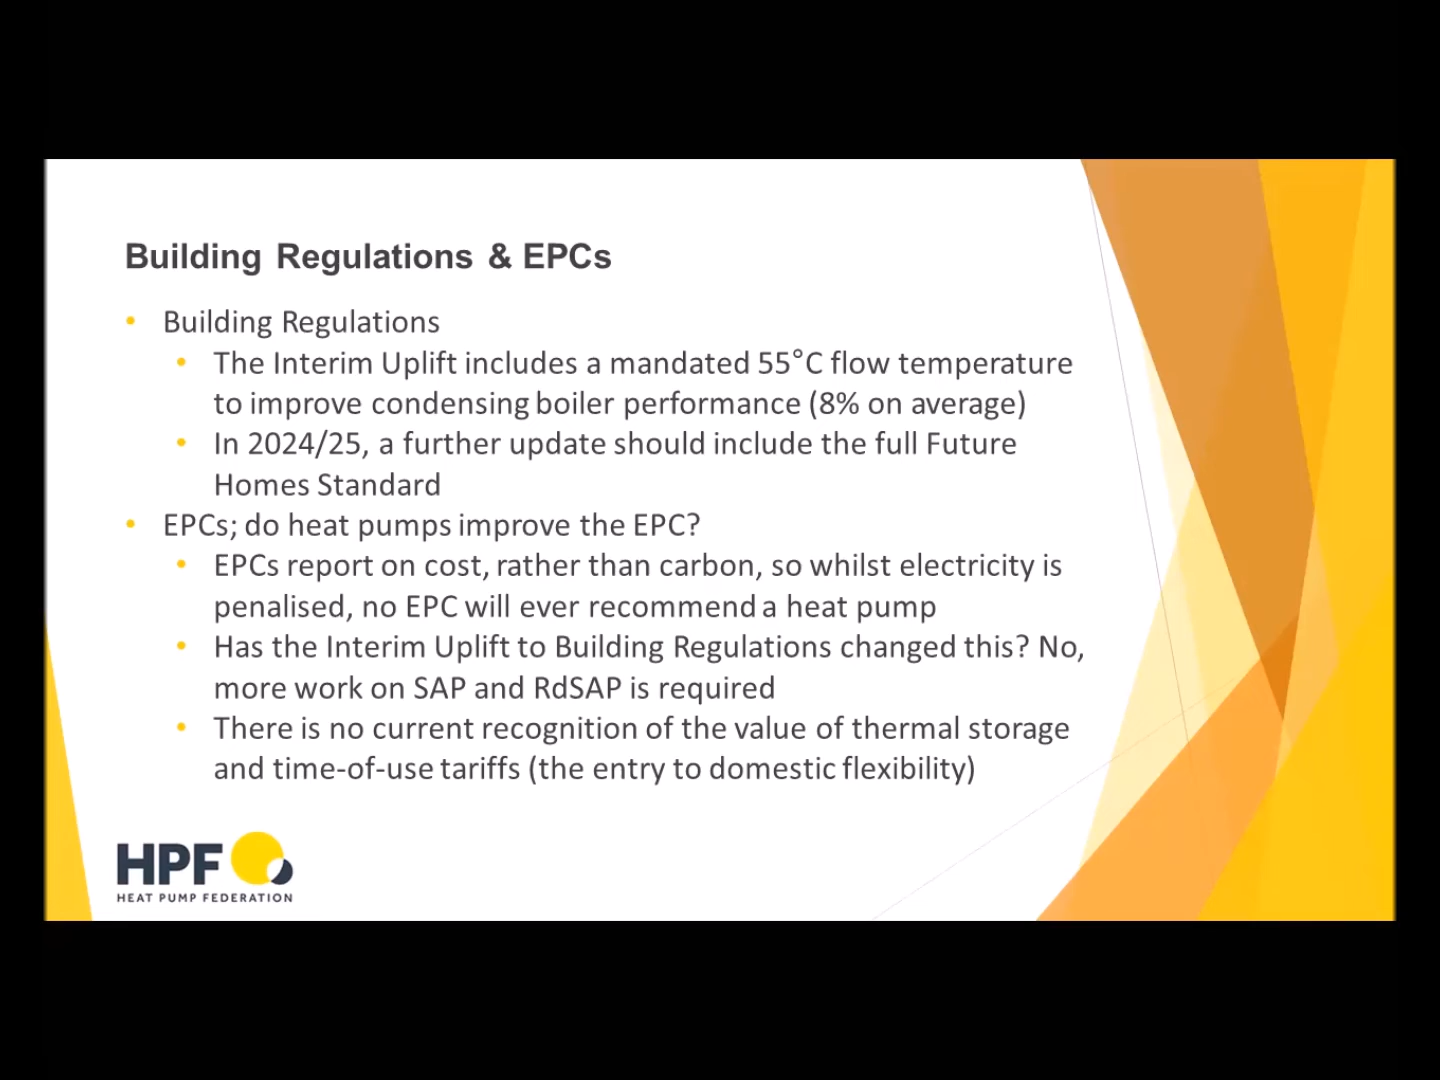 Building Regulations & EPCs
• Building Regulations
• The Interim Uplift includes a mandated 55°C flow temperature
to improve condensing boiler performance (8% on average)
• In 2024/25, a further update should include the full Future
Homes Standard
• EPCs; do heat pumps improve the EPC?
• EPCs report on cost, rather than carbon, so whilst electricity is
penalised, no EPC will ever recommend a heat pump
• Has the Interim Uplift to Building Regulations changed this? No,
more work on SAP and RdSAP is required
• There is no current recognition of the value of thermal storage
and time-of-use tariffs (the entry to domestic flexibility)
HPF
HEAT PUMP FEDERATION